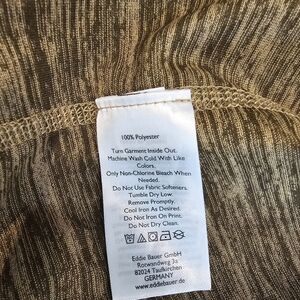 100% Polyester
Turn Garment Inside Out.
Machine Wash Cold With Like
Colors.
Only Non-Chlorine Bleach When
Needed.
Do Not Use Fabric Softeners.
Tumble Dry Low.
Remove Promptly.
Cool Iron As Desired.
Do Not Iron On Print.
Do Not Dry Clean.
Eddie Bauer GmbH
Rotwandweg 3a
82024 Taufkirchen
GERMANY
www.eddiebauer.com